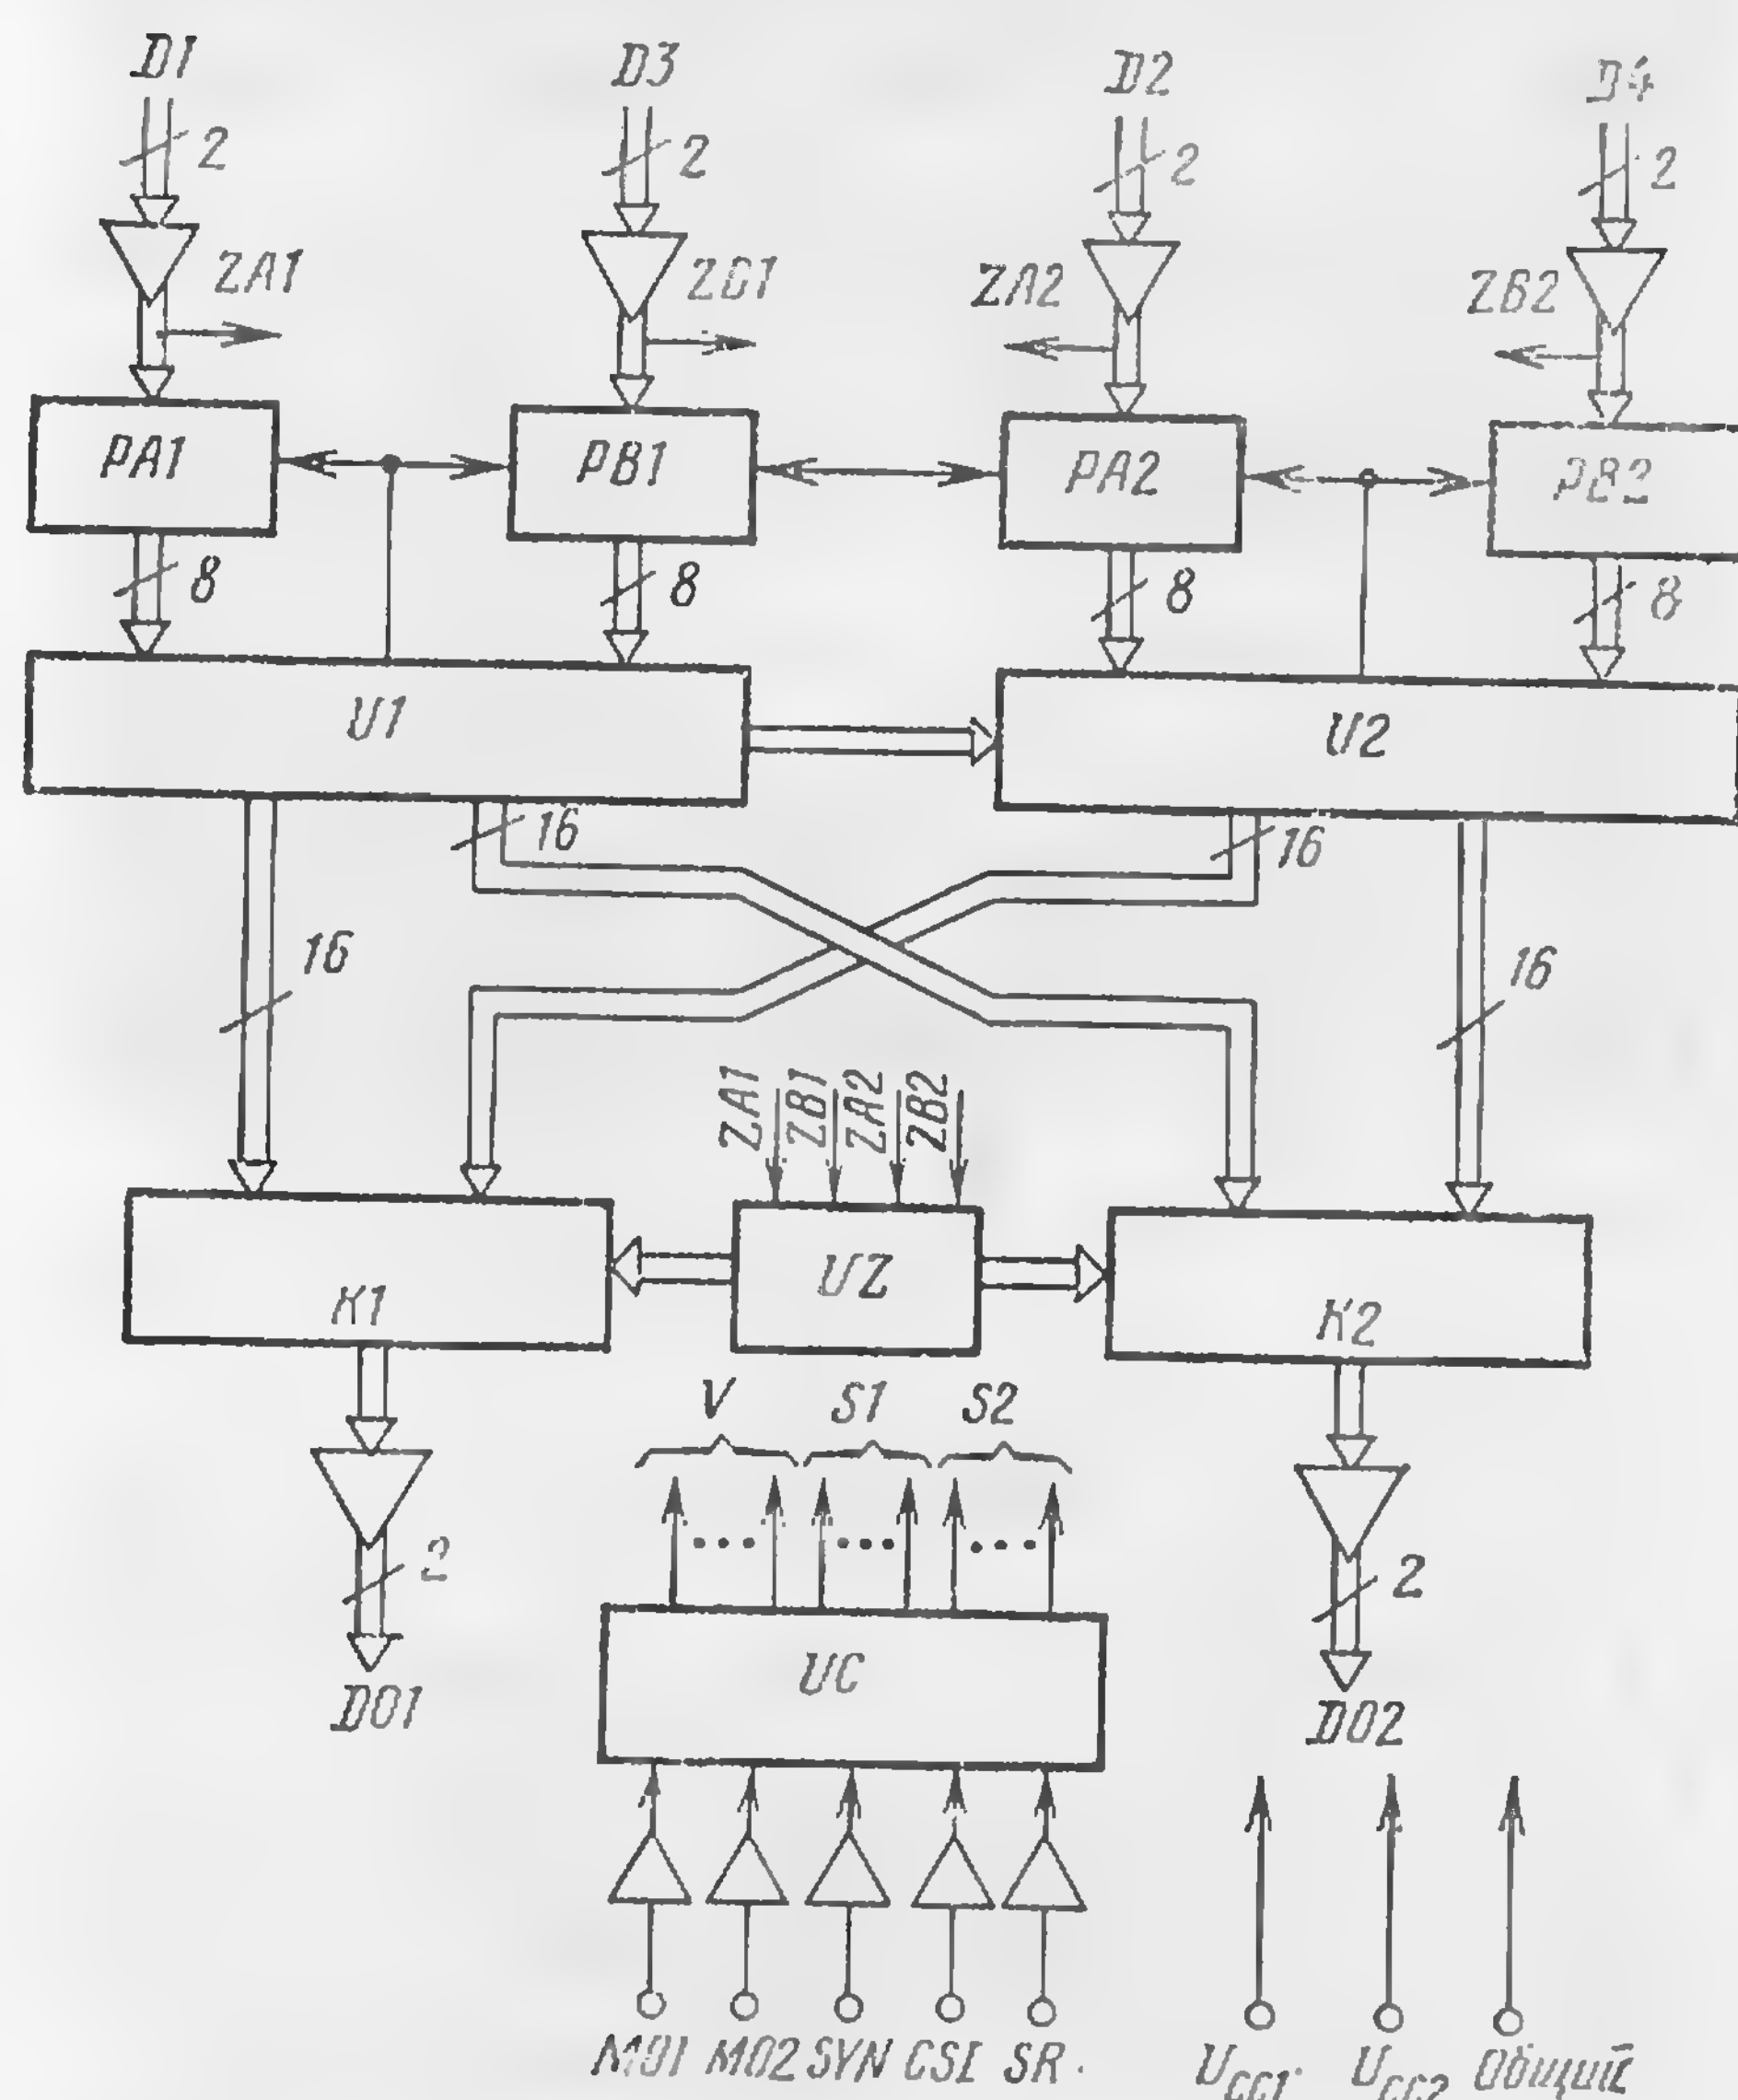 D1 D3 D2 D4
2 2 2 2
ZA1 ZB1 ZA2 ZB2
PA1 PB1 PA2 PB2
8 8 8 8
U1 U2
16 16
16 16
ZA1 ZB1 ZA2 ZB2
K1 UZ K2
V S1 S2
2 2
UC
DO1 DO2
MO1 MO2 SYN CSI SR UCC1 UCC2 Общий